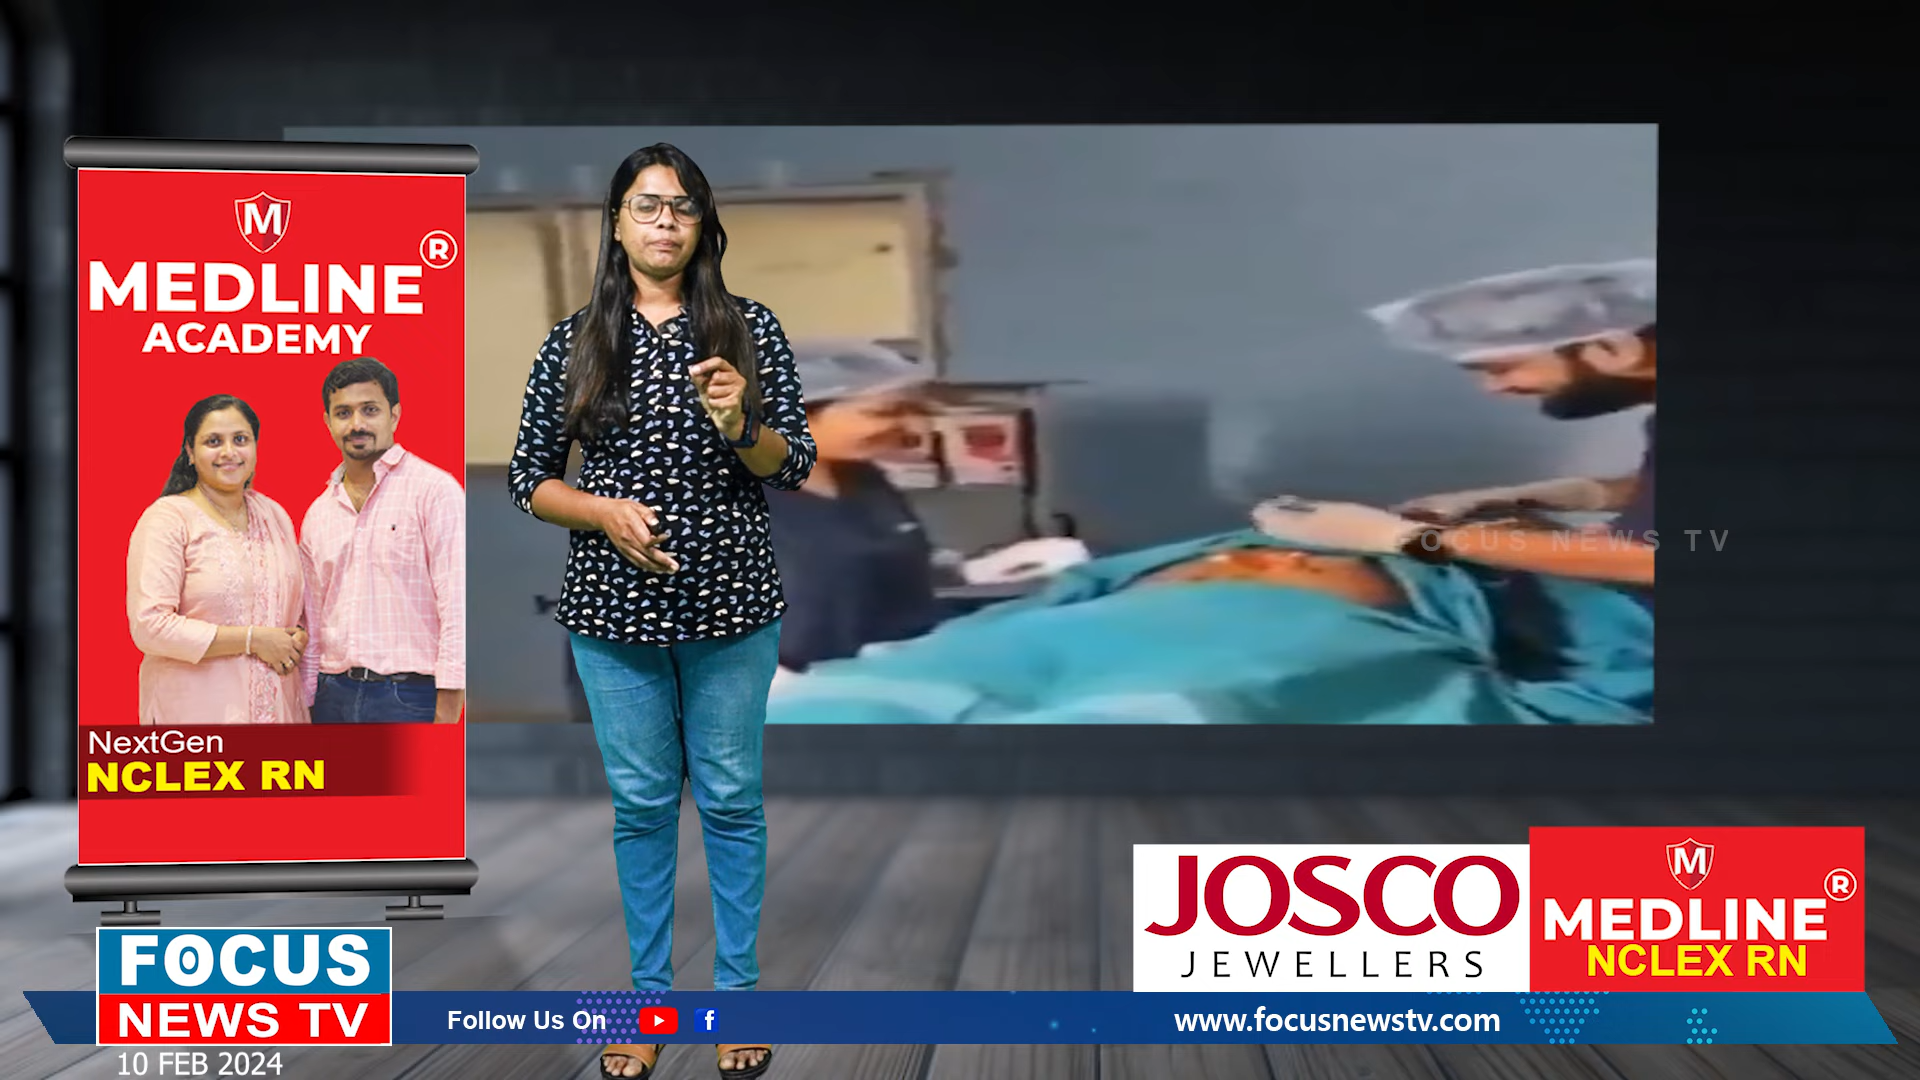 M
MEDLINE®
ACADEMY
NextGen
NCLEX RN
FOCUS NEWS TV
JOSCO
JEWELLERS
M
MEDLINE®
NCLEX RN
FOCUS
NEWS TV
Follow Us On
www.focusnewstv.com
10 FEB 2024